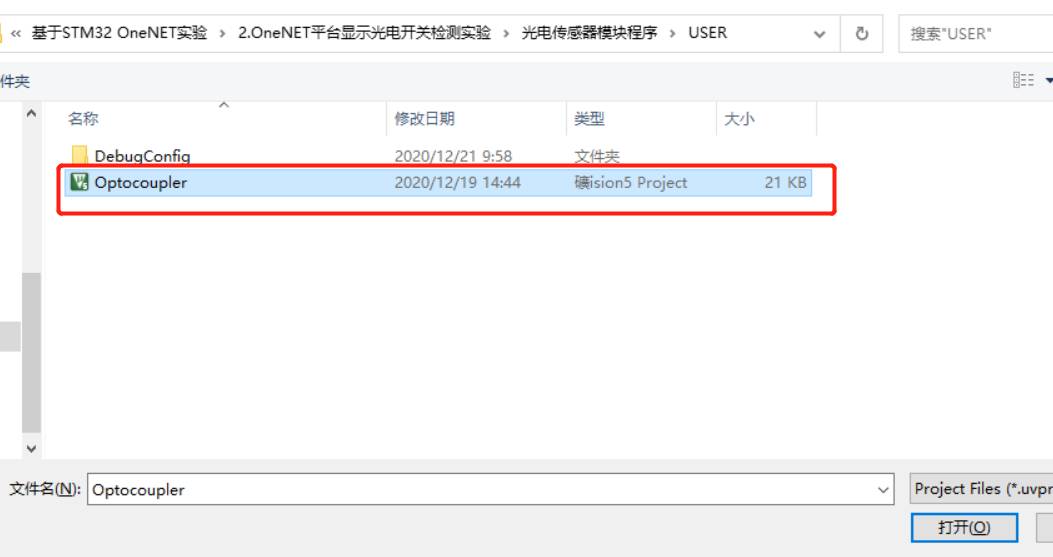 « 基于STM32 OneNET实验 › 2.OneNET平台显示光电开关检测实验 › 光电传感器模块程序 › USER 搜索"USER"
件夹
名称 修改日期 类型 大小
DebugConfig 2020/12/21 9:58 文件夹
Optocoupler 2020/12/19 14:44 礦ision5 Project 21 KB
文件名(N): Optocoupler Project Files (*.uvpr
打开(O)